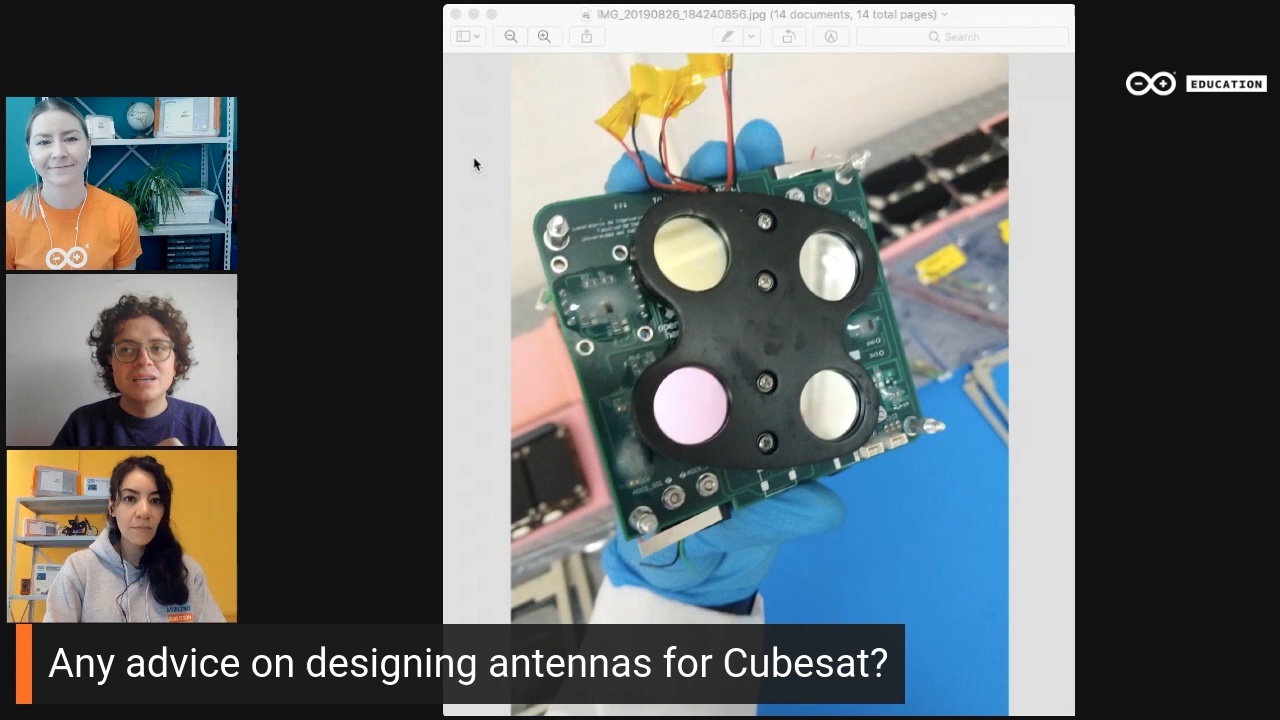 IMG_20190826_184240856.jpg (14 documents, 14 total pages)
Search
EDUCATION
Any advice on designing antennas for Cubesat?